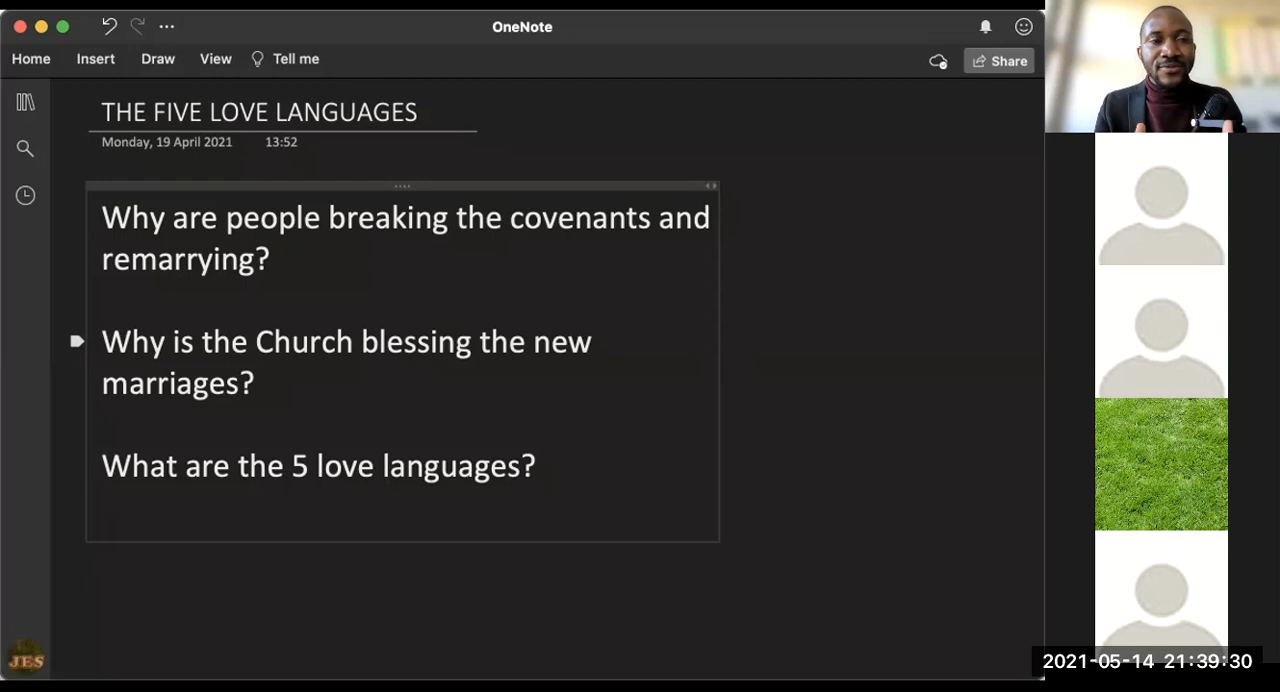 OneNote
Home Insert Draw View Tell me Share
THE FIVE LOVE LANGUAGES
Monday, 19 April 2021 13:52
Why are people breaking the covenants and
remarrying?
Why is the Church blessing the new
marriages?
What are the 5 love languages?
JES
2021-05-14 21:39:30